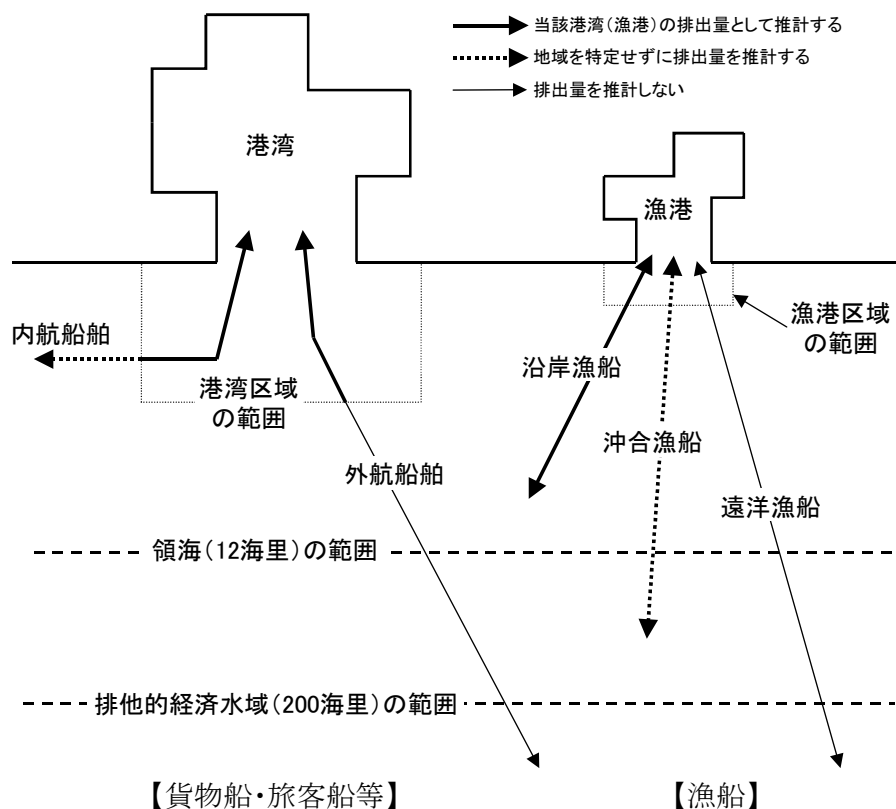 当該港湾(漁港)の排出量として推計する
地域を特定せずに排出量を推計する
排出量を推計しない
港湾
漁港
内航船舶
港湾区域
の範囲
漁港区域
の範囲
沿岸漁船
沖合漁船
外航船舶
遠洋漁船
領海(12海里)の範囲
排他的経済水域(200海里)の範囲
【貨物船・旅客船等】
【漁船】